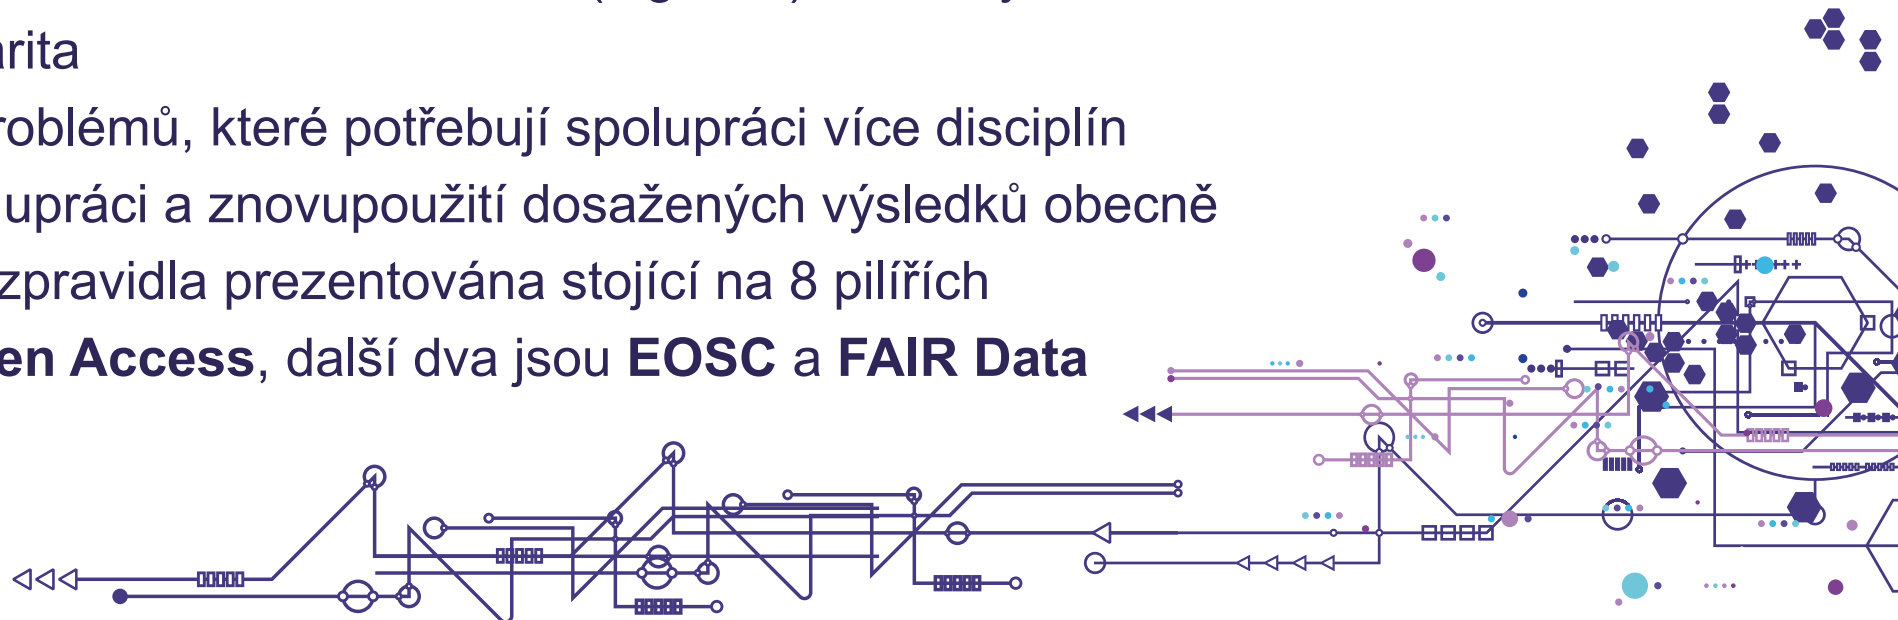 arita
roblémů, které potřebují spolupráci více disciplín
upráci a znovupoužití dosažených výsledků obecně
zpravidla prezentována stojící na 8 pilířích
en Access, další dva jsou EOSC a FAIR Data